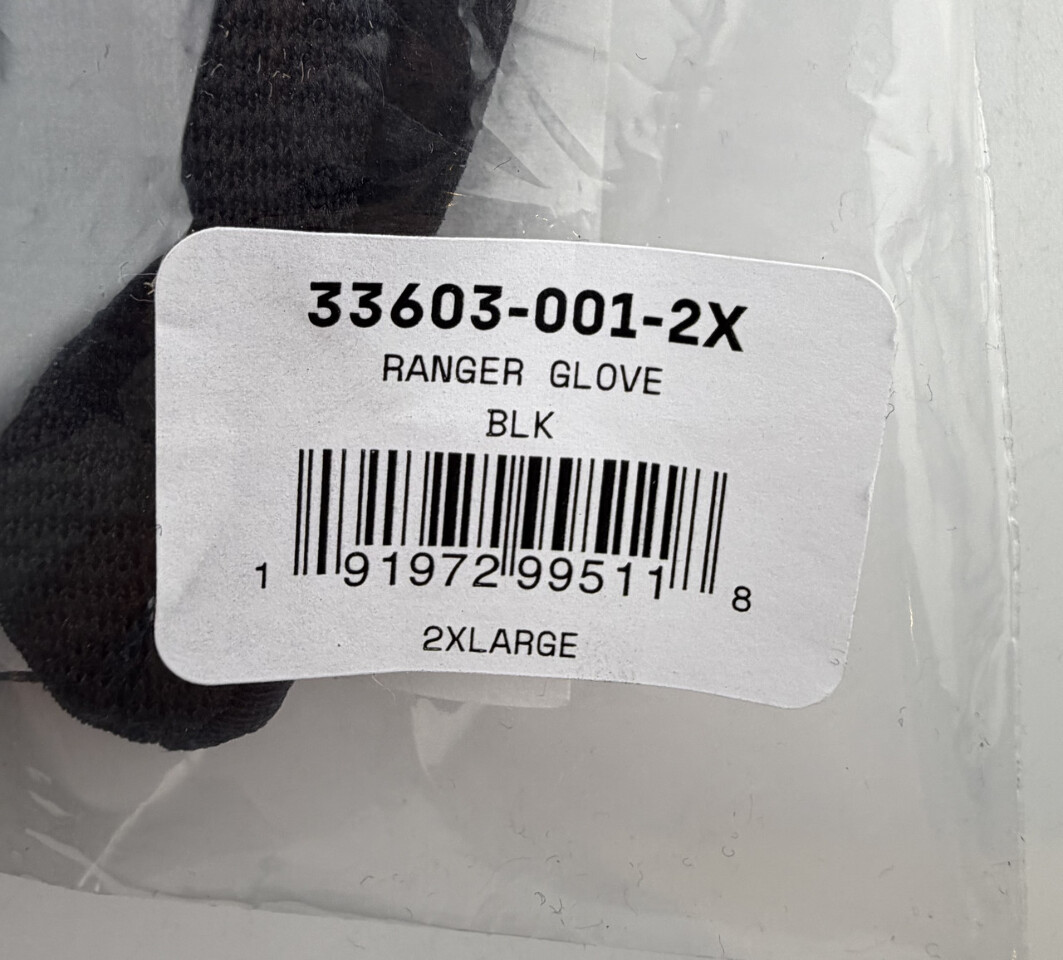 33603-001-2X
RANGER GLOVE
BLK
1 91972 99511 8
2XLARGE